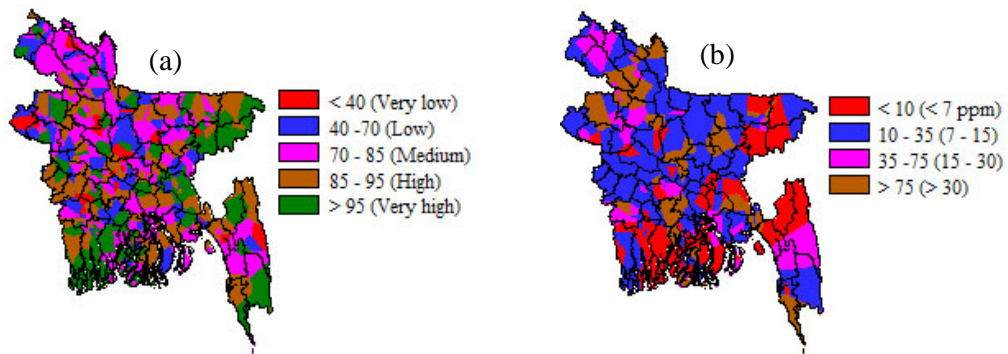 (a)
< 40 (Very low)
40 -70 (Low)
70 - 85 (Medium)
85 - 95 (High)
> 95 (Very high)
(b)
< 10 (< 7 ppm)
10 - 35 (7 - 15)
35 -75 (15 - 30)
> 75 (> 30)